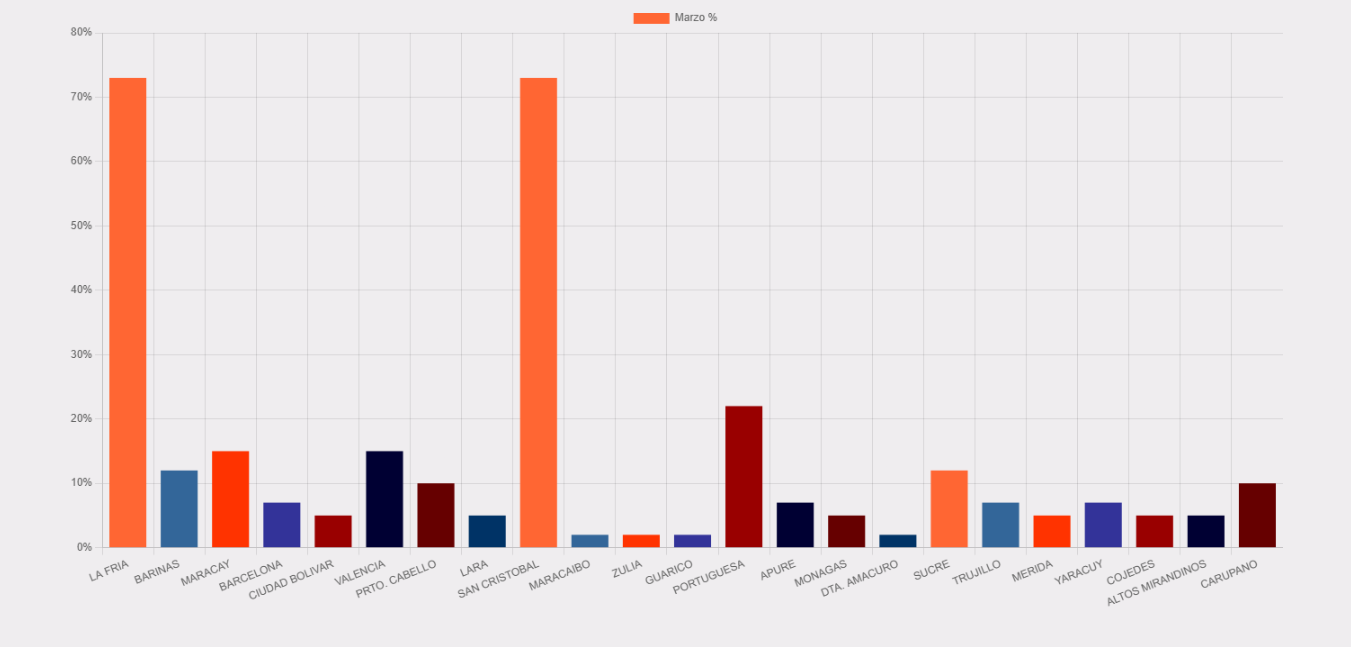 Marzo %
80%
70%
60%
50%
40%
30%
20%
10%
0%
LA FRIA
BARINAS
MARACAY
BARCELONA
CIUDAD BOLIVAR
VALENCIA
PRTO. CABELLO
LARA
SAN CRISTOBAL
MARACAIBO
ZULIA
GUARICO
PORTUGUESA
APURE
MONAGAS
DTA. AMACURO
SUCRE
TRUJILLO
MERIDA
YARACUY
COJEDES
ALTOS MIRANDINOS
CARUPANO